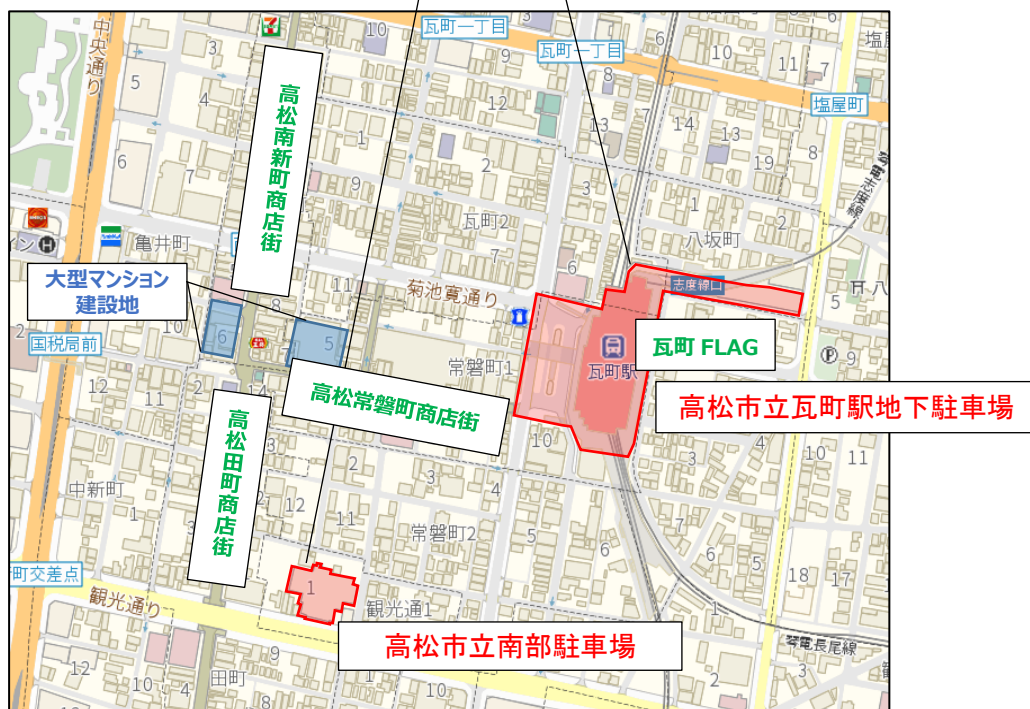 中央通り
瓦町一丁目
瓦町一丁目
塩屋町
高松南新町商店街
瓦町2
八坂町
志度線
亀井町
大型マンション
建設地
菊池寛通り
志度線口
国税局前
常磐町1
瓦町駅
瓦町 FLAG
高松常磐町商店街
高松市立瓦町駅地下駐車場
高松田町商店街
中新町
常磐町2
町交差点
観光通り
観光通1
高松市立南部駐車場
琴電長尾線
田町